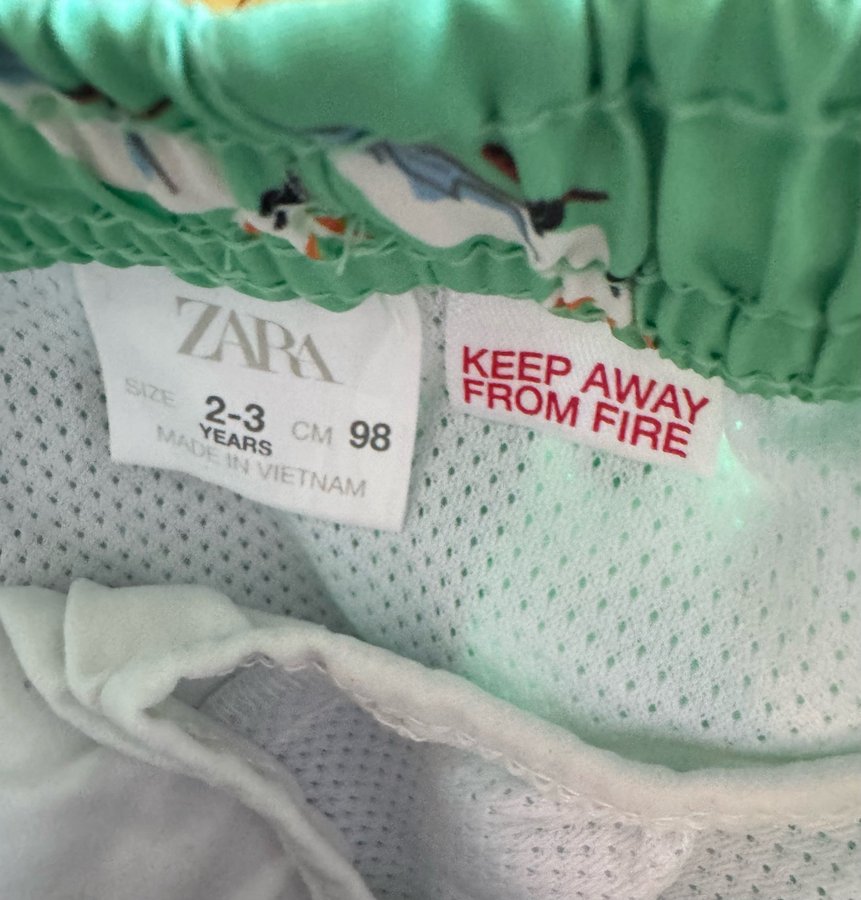 ZARA
SIZE 2-3 CM 98
YEARS
MADE IN VIETNAM
KEEP AWAY
FROM FIRE